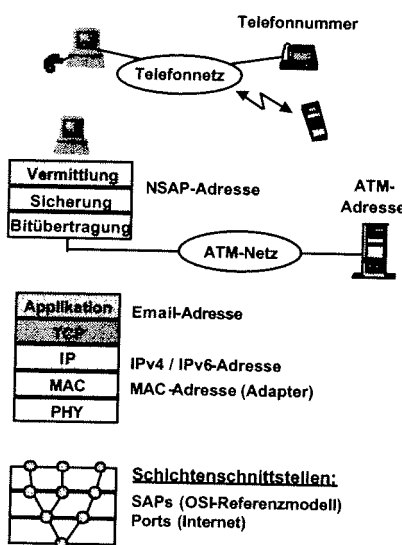 Telefonnummer
Telefonnetz
Vermittlung
Sicherung
Bitübertragung
NSAP-Adresse
ATM-
Adresse
ATM-Netz
Applikation
Email-Adresse
TCP
IP
IPv4 / IPv6-Adresse
MAC
MAC-Adresse (Adapter)
PHY
Schichtenschnittstellen:
SAPs (OSI-Referenzmodell)
Ports (Internet)